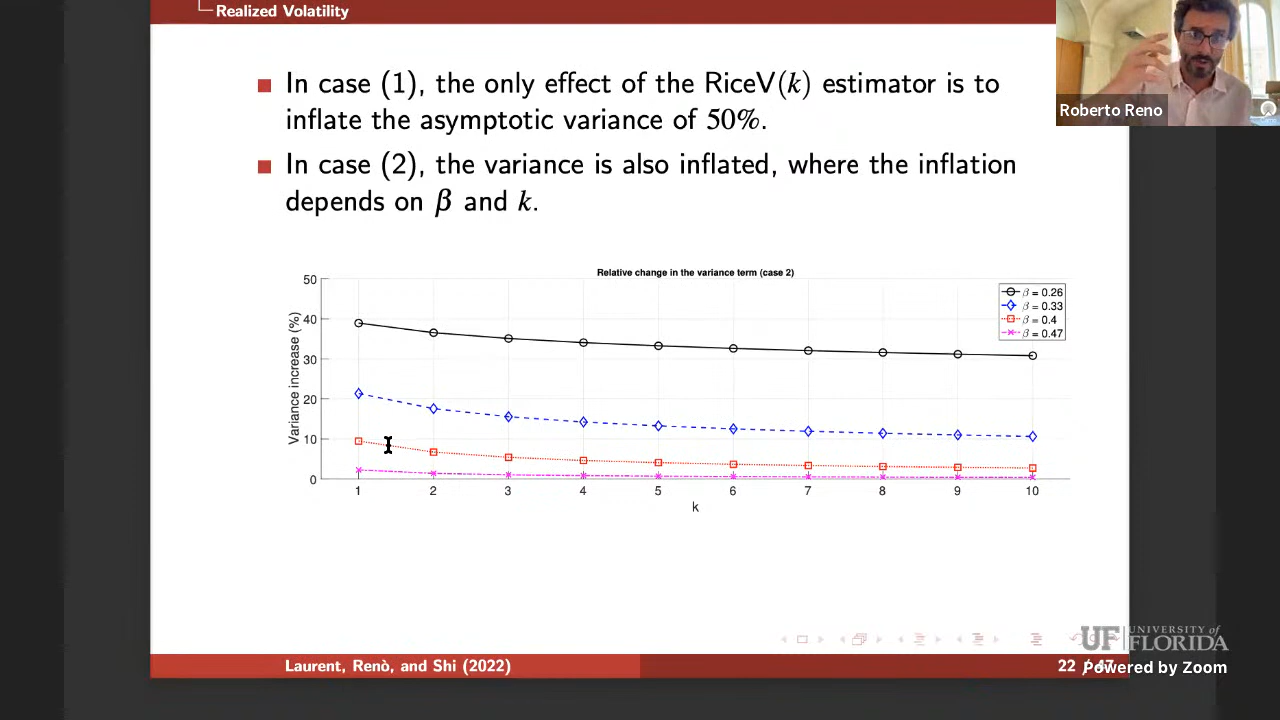 Realized Volatility
Roberto Reno
In case (1), the only effect of the RiceV(k) estimator is to
inflate the asymptotic variance of 50%.
In case (2), the variance is also inflated, where the inflation
depends on β and k.
Relative change in the variance term (case 2)
Variance increase (%)
50
40
30
20
10
0
β = 0.26
β = 0.33
β = 0.4
β = 0.47
1 2 3 4 5 6 7 8 9 10
k
UF UNIVERSITY of
FLORIDA
Laurent, Renò, and Shi (2022)
22 /
Powered by Zoom